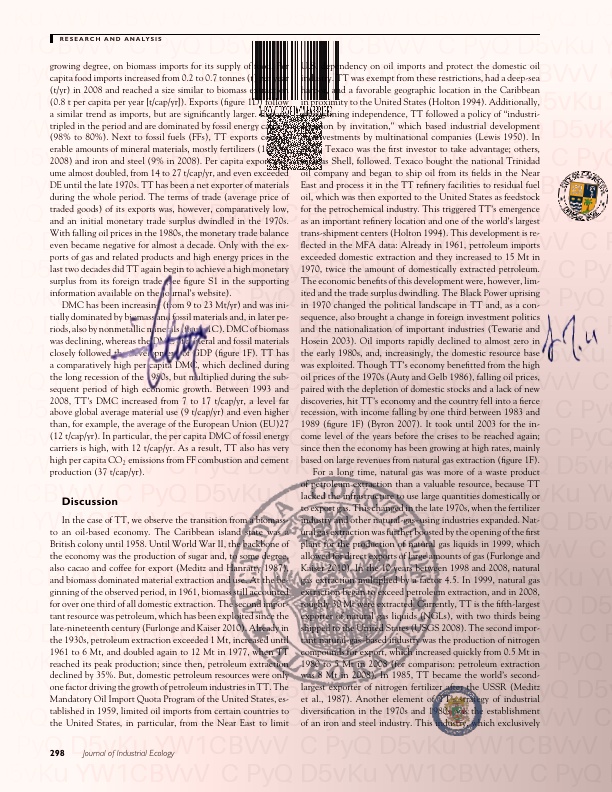 RESEARCH AND ANALYSIS
growing degree, on biomass imports for its supply of
capita food imports increased from 0.2 to 0.7 tonnes
(t/yr) in 2008 and reached a size similar to biomass
(0.8 t per capita per year [t/cap/yr]). Exports (figure 1D) follow
a similar trend as imports, but are significantly larger.
tripled in the period and are dominated by fossil energy
(98% to 80%). Next to fossil fuels (FFs), TT exports
erable amounts of minerals, mostly fertilizers
2008) and iron and steel (9% in 2008). Per capita export
ume almost doubled, from 14 to 27 t/cap/yr, and even exceeded
DE until the late 1970s. TT has been a net exporter of materials
during the whole period. The terms of trade (average price of
traded goods) of its exports was, however, comparatively low,
and an initial monetary trade surplus dwindled in the 1970s.
With falling oil prices in the 1980s, the monetary trade balance
even became negative for almost a decade. Only with the ex-
ports of gas and related products and high energy prices in the
last two decades did TT again begin to achieve a high monetary
surplus from its foreign trade (see figure S1 in the supporting
information available on the journal's website).
DMC has been increasing (from 9 to 23 Mt/yr) and was ini-
tially dominated by biomass and fossil materials and, in later pe-
riods, also by nonmetallic minerals DMC of biomass
was declining, whereas the DMC mineral and fossil materials
closely followed the development of GDP (figure 1F). TT has
a comparatively high per capita DMC, which declined during
the long recession of the 1980s, but multiplied during the sub-
sequent period of high economic growth. Between 1993 and
2008, TT's DMC increased from 7 to 17 t/cap/yr, a level far
above global average material use (9 t/cap/yr) and even higher
than, for example, the average of the European Union (EU)27
(12 t/cap/yr). In particular, the per capita DMC of fossil energy
carriers is high, with 12 t/cap/yr. As a result, TT also has very
high per capita CO2 emissions from FF combustion and cement
production (37 t/cap/yr).
Discussion
In the case of TT, we observe the transition from a biomass-
to an oil-based economy. The Caribbean island state was a
British colony until 1958. Until World War II, the backbone of
the economy was the production of sugar and, to some degree,
also cacao and coffee for export (Meditz and Hanratty 1987),
and biomass dominated material extraction and use. At the be-
ginning of the observed period, in 1961, biomass still accounted
for over one third of all domestic extraction. The second impor-
tant resource was petroleum, which has been exploited since the
late-nineteenth century (Furlonge and Kaiser 2010). Already in
the 1930s, petroleum extraction exceeded 1 Mt, increased until
1961 to 6 Mt, and doubled again to 12 Mt in 1977, when TT
reached its peak production; since then, petroleum extraction
declined by 35%. But, domestic petroleum resources were only
one factor driving the growth of petroleum industries in TT. The
Mandatory Oil Import Quota Program of the United States, es-
tablished in 1959, limited oil imports from certain countries to
the United States, in particular, from the Near East to limit
dependency on oil imports and protect the domestic oil
TT was exempt from these restrictions, had a deep-sea
and a favorable geographic location in the Caribbean
in proximity to the United States (Holton 1994). Additionally,
gaining independence, TT followed a policy of "industri-
by invitation," which based industrial development
investments by multinational companies (Lewis 1950). In
Texaco was the first investor to take advantage; others,
as Shell, followed. Texaco bought the national Trinidad
oil company and began to ship oil from its fields in the Near
East and process it in the TT refinery facilities to residual fuel
oil, which was then exported to the United States as feedstock
for the petrochemical industry. This triggered TT's emergence
as an important refinery location and one of the world's largest
trans-shipment centers (Holton 1994). This development is re-
flected in the MFA data: Already in 1961, petroleum imports
exceeded domestic extraction and they increased to 15 Mt in
1970, twice the amount of domestically extracted petroleum.
The economic benefits of this development were, however, lim-
ited and the trade surplus dwindling. The Black Power uprising
in 1970 changed the political landscape in TT and, as a con-
sequence, also brought a change in foreign investment politics
and the nationalization of important industries (Tewarie and
Hosein 2003). Oil imports rapidly declined to almost zero in
the early 1980s, and, increasingly, the domestic resource base
was exploited. Though TT's economy benefitted from the high
oil prices of the 1970s (Auty and Gelb 1986), falling oil prices,
paired with the depletion of domestic stocks and a lack of new
discoveries, hit TT's economy and the country fell into a fierce
recession, with income falling by one third between 1983 and
1989 (figure 1F) (Byron 2007). It took until 2003 for the in-
come level of the years before the crises to be reached again;
since then the economy has been growing at high rates, mainly
based on large revenues from natural gas extraction (figure 1F).
For a long time, natural gas was more of a waste product
of petroleum extraction than a valuable resource, because TT
lacked the infrastructure to use large quantities domestically or
to export gas. This changed in the late 1970s, when the fertilizer
industry and other natural-gas-using industries expanded. Nat-
ural gas extraction was further boosted by the opening of the first
plant for the production of natural gas liquids in 1999, which
allowed for direct exports of large amounts of gas (Furlonge and
Kaiser 2010). In the 10 years between 1998 and 2008, natural
gas extraction multiplied by a factor 4.5. In 1999, natural gas
extraction began to exceed petroleum extraction, and in 2008,
roughly 30 Mt were extracted. Currently, TT is the fifth-largest
exporter of natural gas liquids (NGLs), with two thirds being
shipped to the United States (USGS 2008). The second impor-
tant natural-gas-based industry was the production of nitrogen
compounds for export, which increased quickly from 0.5 Mt in
1980 to 5 Mt in 2008 (for comparison: petroleum extraction
was 8 Mt in 2008). In 1985, TT became the world's second-
largest exporter of nitrogen fertilizer after the USSR (Meditz
et al., 1987). Another element of TT's strategy of industrial
diversification in the 1970s and 1980s was the establishment
of an iron and steel industry. This industry, which exclusively
298 Journal of Industrial Ecology